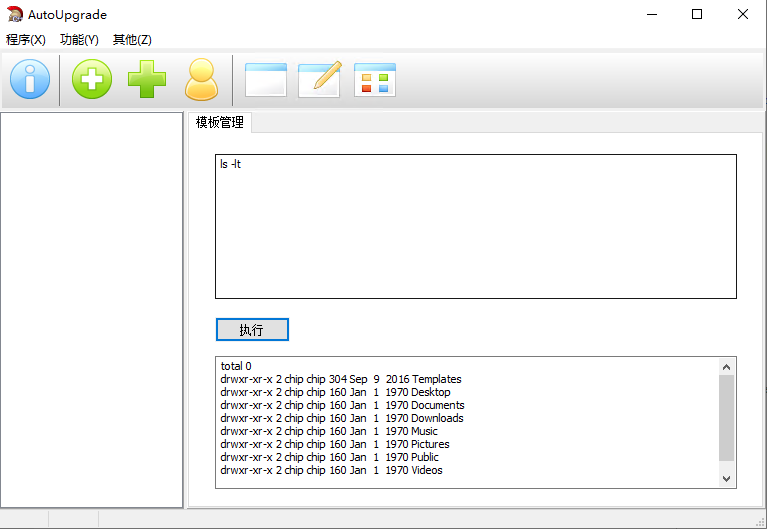 AutoUpgrade
程序(X) 功能(Y) 其他(Z)
模板管理
ls -lt
执行
total 0
drwxr-xr-x 2 chip chip 304 Sep  9  2016 Templates
drwxr-xr-x 2 chip chip 160 Jan  1  1970 Desktop
drwxr-xr-x 2 chip chip 160 Jan  1  1970 Documents
drwxr-xr-x 2 chip chip 160 Jan  1  1970 Downloads
drwxr-xr-x 2 chip chip 160 Jan  1  1970 Music
drwxr-xr-x 2 chip chip 160 Jan  1  1970 Pictures
drwxr-xr-x 2 chip chip 160 Jan  1  1970 Public
drwxr-xr-x 2 chip chip 160 Jan  1  1970 Videos